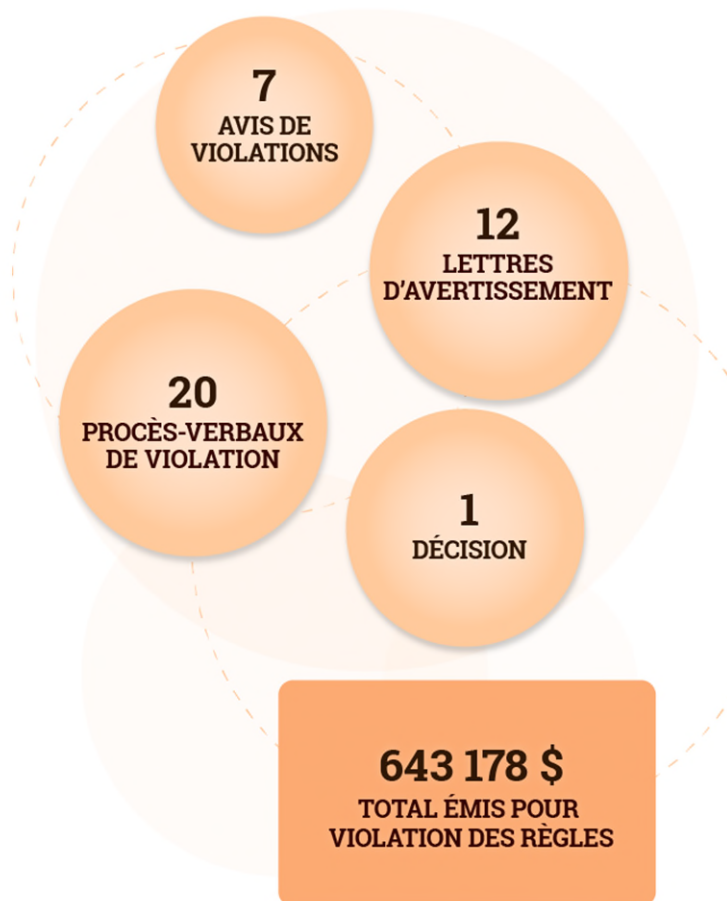 7
AVIS DE
VIOLATIONS
12
LETTRES
D’AVERTISSEMENT
20
PROCÈS-VERBAUX
DE VIOLATION
1
DÉCISION
643 178 $
TOTAL ÉMIS POUR
VIOLATION DES RÈGLES